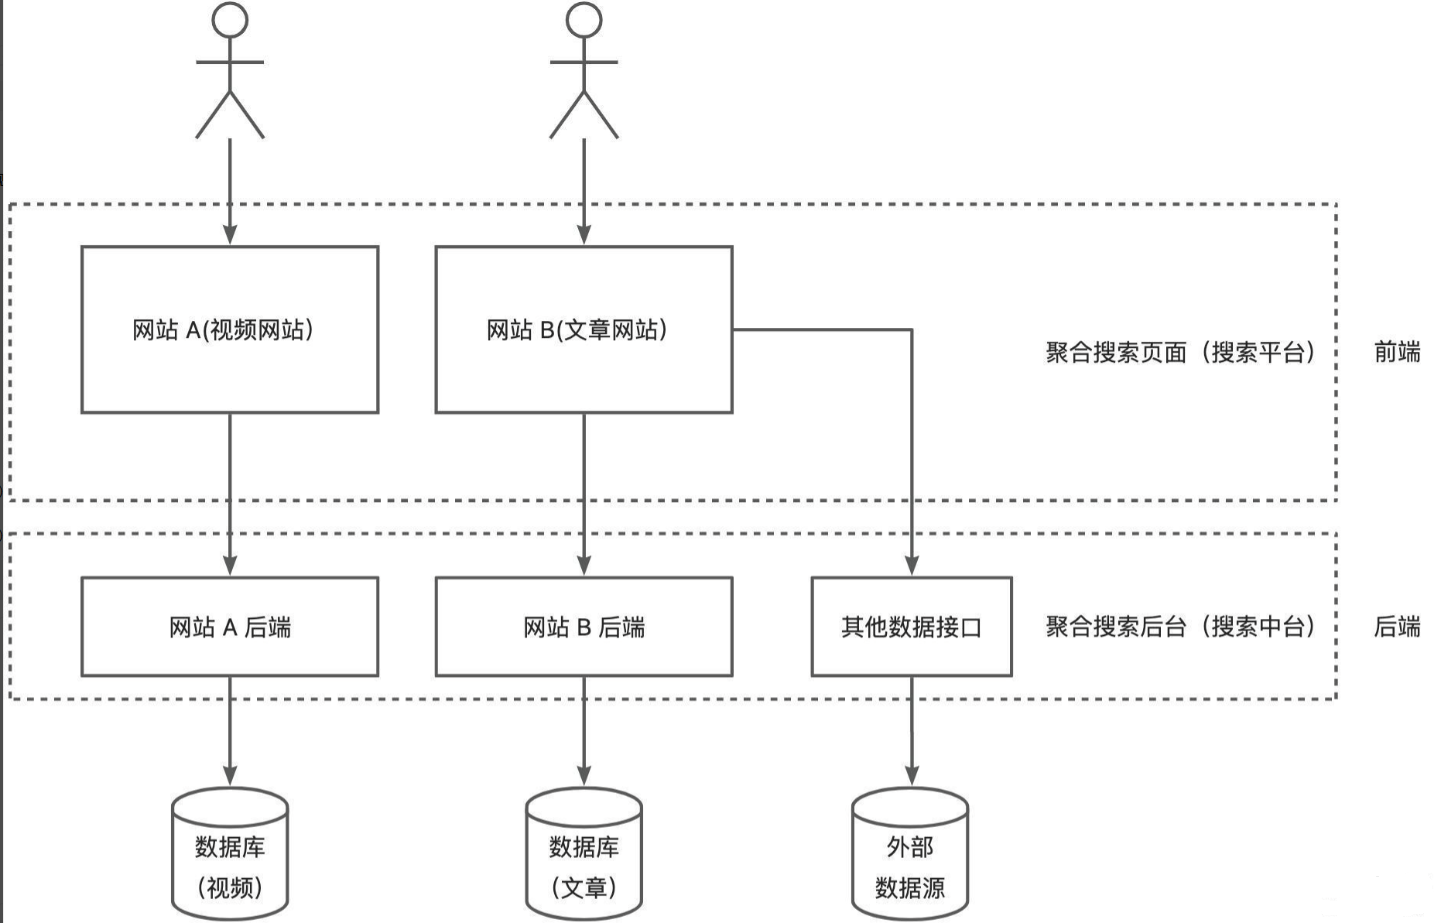 网站 A(视频网站）
网站 B(文章网站）
聚合搜索页面（搜索平台）
前端
网站 A 后端
网站 B 后端
其他数据接口
聚合搜索后台（搜索中台）
后端
数据库
（视频）
数据库
（文章）
外部
数据源